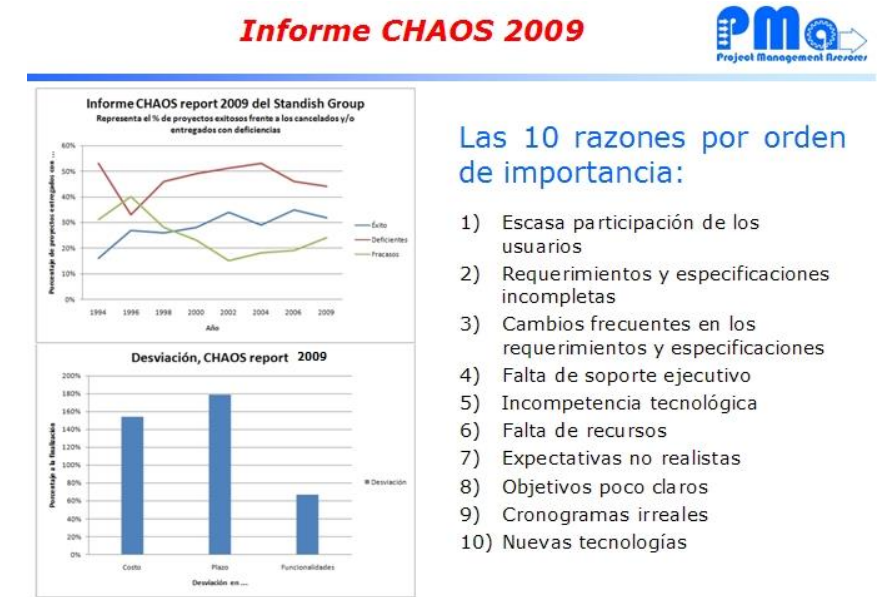 Informe CHAOS 2009
PMa
Project Management Asesores
Informe CHAOS report 2009 del Standish Group
Representa el % de proyectos exitosos frente a los cancelados y/o
entregados con deficiencias
Porcentaje de proyectos entregados con ...
60%
50%
40%
30%
20%
10%
0%
1994 1996 1998 2000 2002 2004 2006 2009
Año
Éxito
Deficientes
Fracasos
Desviación, CHAOS report 2009
Porcentaje a la finalización
200%
180%
160%
140%
120%
100%
80%
60%
40%
20%
0%
Costo Plazo Funcionalidades
Desviación en ...
Desviación
Las 10 razones por orden
de importancia:
1) Escasa participación de los
usuarios
2) Requerimientos y especificaciones
incompletas
3) Cambios frecuentes en los
requerimientos y especificaciones
4) Falta de soporte ejecutivo
5) Incompetencia tecnológica
6) Falta de recursos
7) Expectativas no realistas
8) Objetivos poco claros
9) Cronogramas irreales
10) Nuevas tecnologías